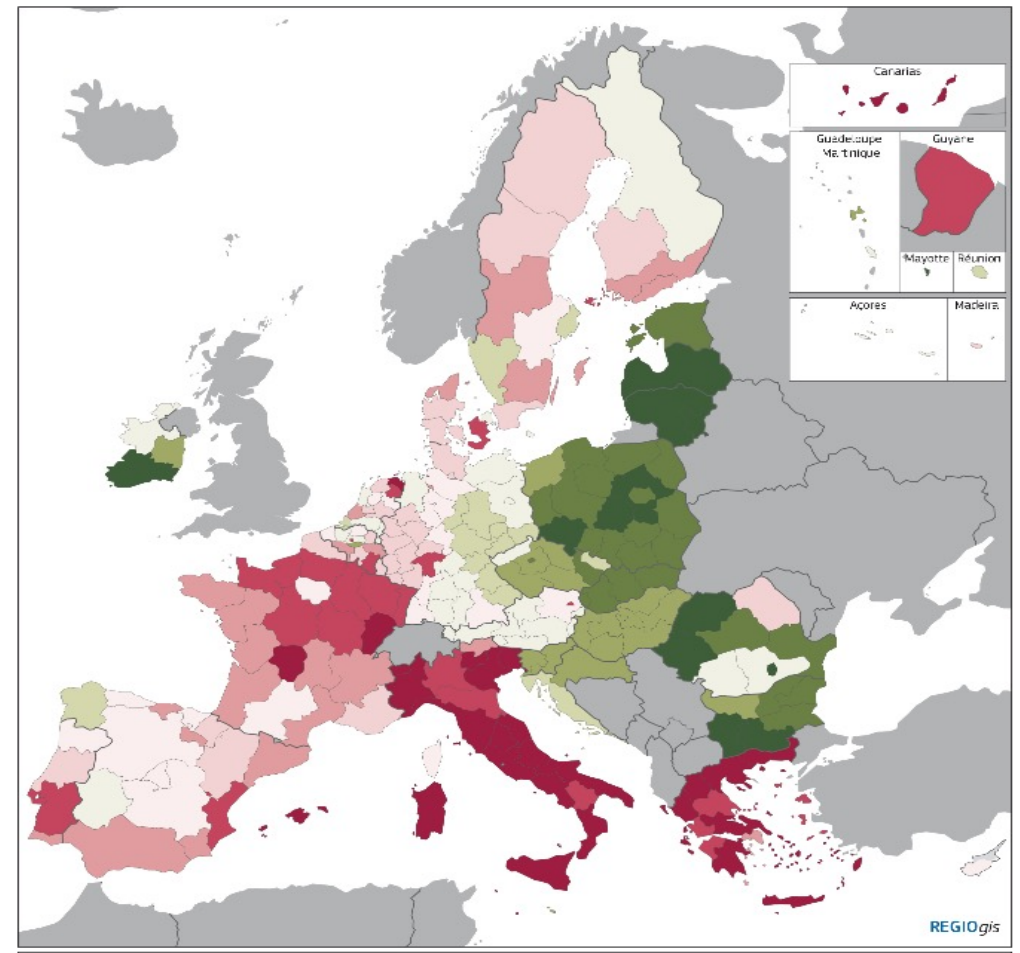 Canarias
Guadeloupe
Martinique
Guyane
Mayotte
Réunion
Açores
Madeira
REGIOgis